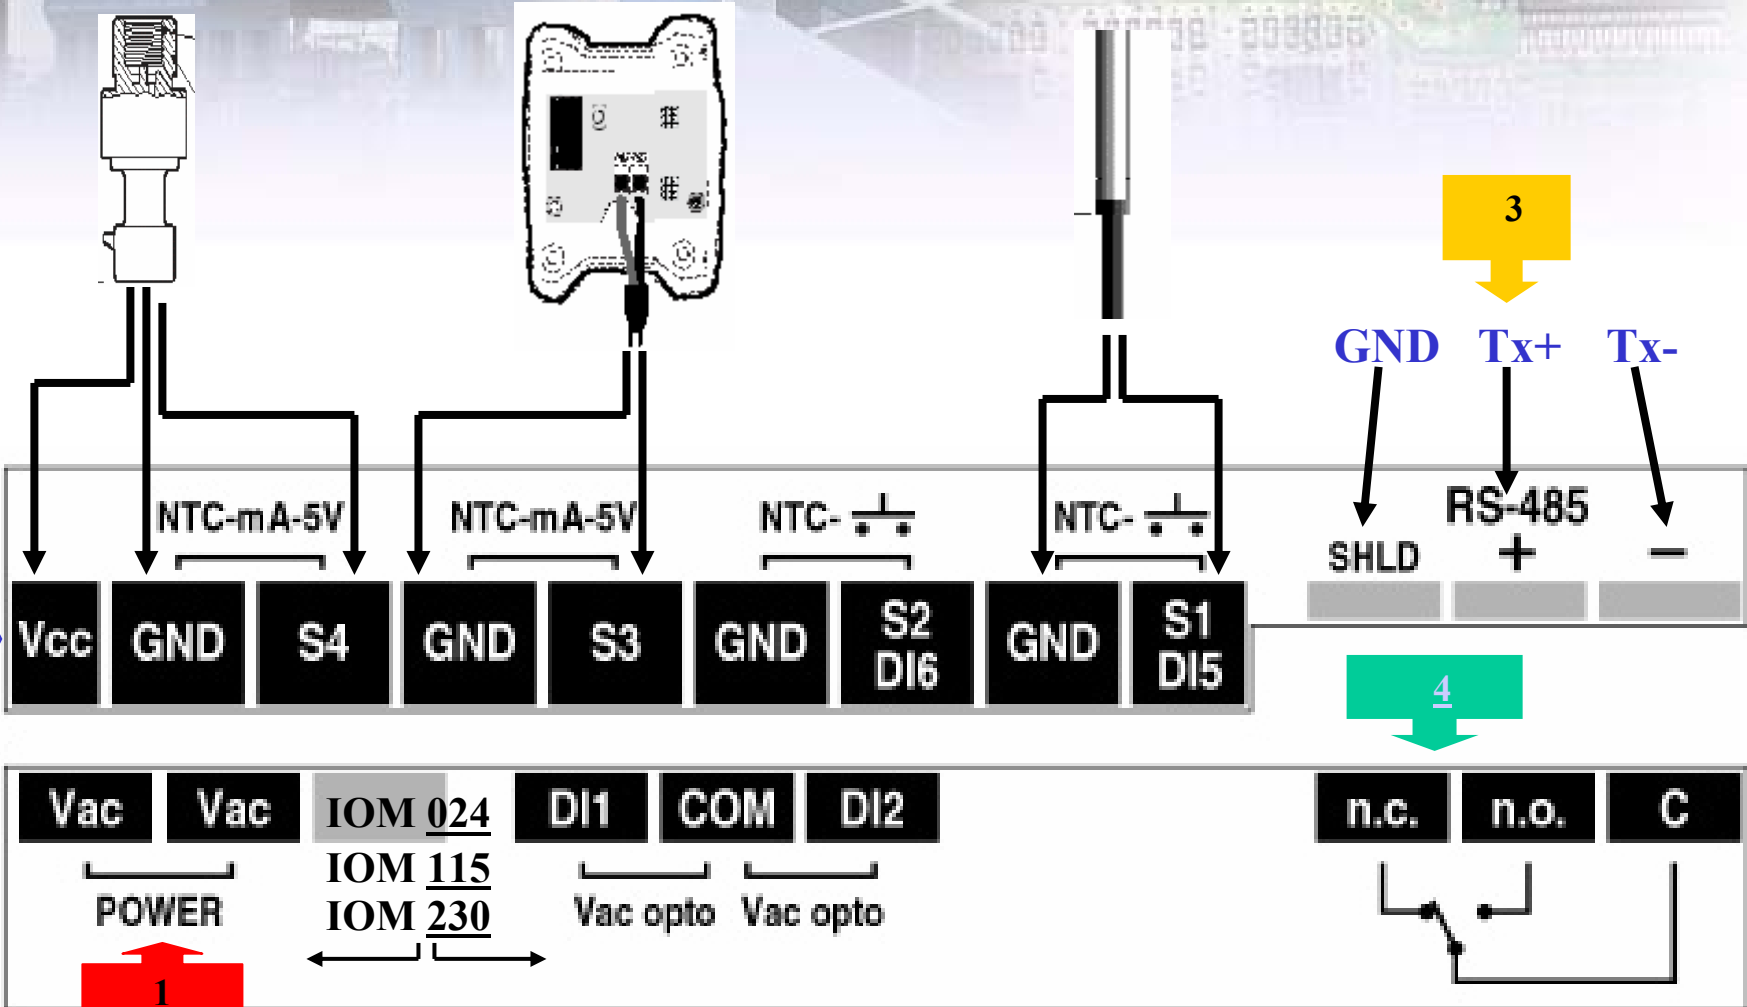 3
GND Tx+ Tx-
NTC-mA-5V NTC-mA-5V NTC- NTC- RS-485
SHLD + −
Vcc GND S4 GND S3 GND S2 DI6 GND S1 DI5
4
Vac Vac IOM 024 DI1 COM DI2 n.c. n.o. C
IOM 115
POWER IOM 230 Vac opto Vac opto
1